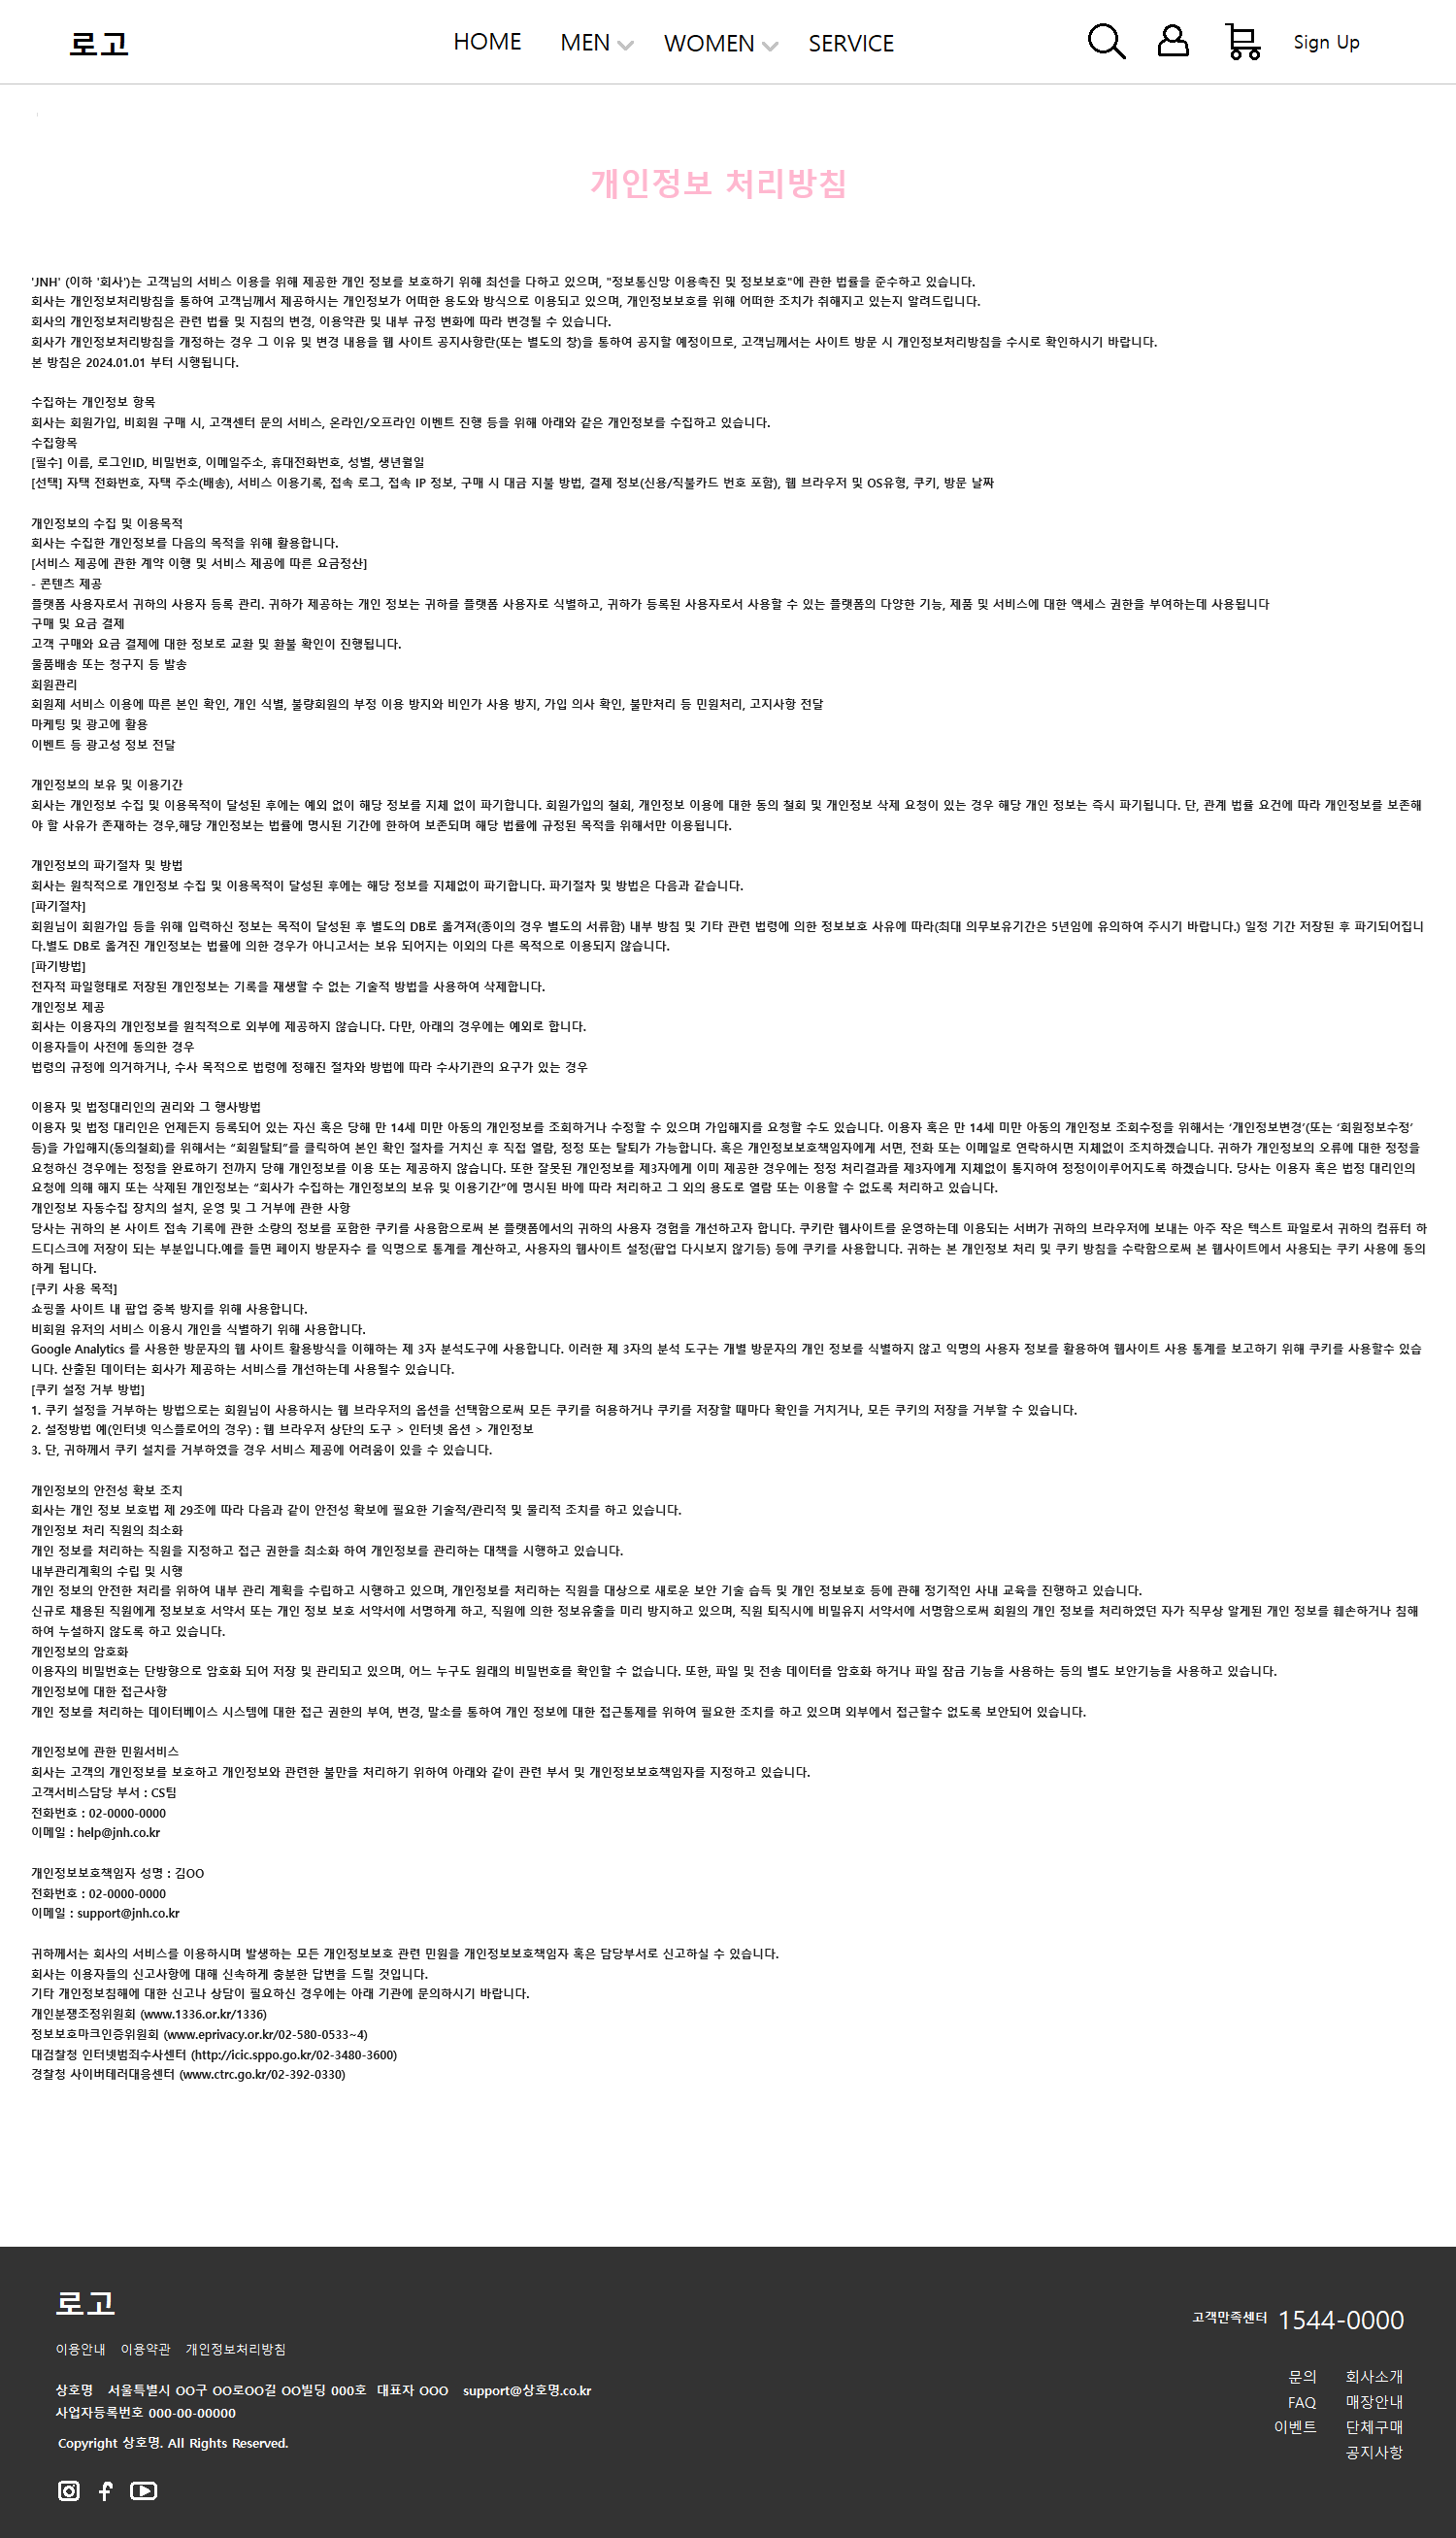 로고
HOME MEN WOMEN SERVICE
Sign Up
개인정보 처리방침
'JNH' (이하 '회사')는 고객님의 서비스 이용을 위해 제공한 개인 정보를 보호하기 위해 최선을 다하고 있으며, "정보통신망 이용촉진 및 정보보호"에 관한 법률을 준수하고 있습니다.
회사는 개인정보처리방침을 통하여 고객님께서 제공하시는 개인정보가 어떠한 용도와 방식으로 이용되고 있으며, 개인정보보호를 위해 어떠한 조치가 취해지고 있는지 알려드립니다.
회사의 개인정보처리방침은 관련 법률 및 지침의 변경, 이용약관 및 내부 규정 변화에 따라 변경될 수 있습니다.
회사가 개인정보처리방침을 개정하는 경우 그 이유 및 변경 내용을 웹 사이트 공지사항란(또는 별도의 창)을 통하여 공지할 예정이므로, 고객님께서는 사이트 방문 시 개인정보처리방침을 수시로 확인하시기 바랍니다.
본 방침은 2024.01.01 부터 시행됩니다.
수집하는 개인정보 항목
회사는 회원가입, 비회원 구매 시, 고객센터 문의 서비스, 온라인/오프라인 이벤트 진행 등을 위해 아래와 같은 개인정보를 수집하고 있습니다.
수집항목
[필수] 이름, 로그인ID, 비밀번호, 이메일주소, 휴대전화번호, 성별, 생년월일
[선택] 자택 전화번호, 자택 주소(배송), 서비스 이용기록, 접속 로그, 접속 IP 정보, 구매 시 대금 지불 방법, 결제 정보(신용/직불카드 번호 포함), 웹 브라우저 및 OS유형, 쿠키, 방문 날짜
개인정보의 수집 및 이용목적
회사는 수집한 개인정보를 다음의 목적을 위해 활용합니다.
[서비스 제공에 관한 계약 이행 및 서비스 제공에 따른 요금정산]
- 콘텐츠 제공
플랫폼 사용자로서 귀하의 사용자 등록 관리. 귀하가 제공하는 개인 정보는 귀하를 플랫폼 사용자로 식별하고, 귀하가 등록된 사용자로서 사용할 수 있는 플랫폼의 다양한 기능, 제품 및 서비스에 대한 액세스 권한을 부여하는데 사용됩니다
구매 및 요금 결제
고객 구매와 요금 결제에 대한 정보로 교환 및 환불 확인이 진행됩니다.
물품배송 또는 청구지 등 발송
회원관리
회원제 서비스 이용에 따른 본인 확인, 개인 식별, 불량회원의 부정 이용 방지와 비인가 사용 방지, 가입 의사 확인, 불만처리 등 민원처리, 고지사항 전달
마케팅 및 광고에 활용
이벤트 등 광고성 정보 전달
개인정보의 보유 및 이용기간
회사는 개인정보 수집 및 이용목적이 달성된 후에는 예외 없이 해당 정보를 지체 없이 파기합니다. 회원가입의 철회, 개인정보 이용에 대한 동의 철회 및 개인정보 삭제 요청이 있는 경우 해당 개인 정보는 즉시 파기됩니다. 단, 관계 법률 요건에 따라 개인정보를 보존해
야 할 사유가 존재하는 경우,해당 개인정보는 법률에 명시된 기간에 한하여 보존되며 해당 법률에 규정된 목적을 위해서만 이용됩니다.
개인정보의 파기절차 및 방법
회사는 원칙적으로 개인정보 수집 및 이용목적이 달성된 후에는 해당 정보를 지체없이 파기합니다. 파기절차 및 방법은 다음과 같습니다.
[파기절차]
회원님이 회원가입 등을 위해 입력하신 정보는 목적이 달성된 후 별도의 DB로 옮겨져(종이의 경우 별도의 서류함) 내부 방침 및 기타 관련 법령에 의한 정보보호 사유에 따라(최대 의무보유기간은 5년임에 유의하여 주시기 바랍니다.) 일정 기간 저장된 후 파기되어집니
다.별도 DB로 옮겨진 개인정보는 법률에 의한 경우가 아니고서는 보유 되어지는 이외의 다른 목적으로 이용되지 않습니다.
[파기방법]
전자적 파일형태로 저장된 개인정보는 기록을 재생할 수 없는 기술적 방법을 사용하여 삭제합니다.
개인정보 제공
회사는 이용자의 개인정보를 원칙적으로 외부에 제공하지 않습니다. 다만, 아래의 경우에는 예외로 합니다.
이용자들이 사전에 동의한 경우
법령의 규정에 의거하거나, 수사 목적으로 법령에 정해진 절차와 방법에 따라 수사기관의 요구가 있는 경우
이용자 및 법정대리인의 권리와 그 행사방법
이용자 및 법정 대리인은 언제든지 등록되어 있는 자신 혹은 당해 만 14세 미만 아동의 개인정보를 조회하거나 수정할 수 있으며 가입해지를 요청할 수도 있습니다. 이용자 혹은 만 14세 미만 아동의 개인정보 조회수정을 위해서는 ‘개인정보변경’(또는 ‘회원정보수정’
등)을 가입해지(동의철회)를 위해서는 “회원탈퇴”를 클릭하여 본인 확인 절차를 거치신 후 직접 열람, 정정 또는 탈퇴가 가능합니다. 혹은 개인정보보호책임자에게 서면, 전화 또는 이메일로 연락하시면 지체없이 조치하겠습니다. 귀하가 개인정보의 오류에 대한 정정을
요청하신 경우에는 정정을 완료하기 전까지 당해 개인정보를 이용 또는 제공하지 않습니다. 또한 잘못된 개인정보를 제3자에게 이미 제공한 경우에는 정정 처리결과를 제3자에게 지체없이 통지하여 정정이이루어지도록 하겠습니다. 당사는 이용자 혹은 법정 대리인의
요청에 의해 해지 또는 삭제된 개인정보는 “회사가 수집하는 개인정보의 보유 및 이용기간”에 명시된 바에 따라 처리하고 그 외의 용도로 열람 또는 이용할 수 없도록 처리하고 있습니다.
개인정보 자동수집 장치의 설치, 운영 및 그 거부에 관한 사항
당사는 귀하의 본 사이트 접속 기록에 관한 소량의 정보를 포함한 쿠키를 사용함으로써 본 플랫폼에서의 귀하의 사용자 경험을 개선하고자 합니다. 쿠키란 웹사이트를 운영하는데 이용되는 서버가 귀하의 브라우저에 보내는 아주 작은 텍스트 파일로서 귀하의 컴퓨터 하
드디스크에 저장이 되는 부분입니다.예를 들면 페이지 방문자수 를 익명으로 통계를 계산하고, 사용자의 웹사이트 설정(팝업 다시보지 않기등) 등에 쿠키를 사용합니다. 귀하는 본 개인정보 처리 및 쿠키 방침을 수락함으로써 본 웹사이트에서 사용되는 쿠키 사용에 동의
하게 됩니다.
[쿠키 사용 목적]
쇼핑몰 사이트 내 팝업 중복 방지를 위해 사용합니다.
비회원 유저의 서비스 이용시 개인을 식별하기 위해 사용합니다.
Google Analytics 를 사용한 방문자의 웹 사이트 활용방식을 이해하는 제 3자 분석도구에 사용합니다. 이러한 제 3자의 분석 도구는 개별 방문자의 개인 정보를 식별하지 않고 익명의 사용자 정보를 활용하여 웹사이트 사용 통계를 보고하기 위해 쿠키를 사용할수 있습
니다. 산출된 데이터는 회사가 제공하는 서비스를 개선하는데 사용될수 있습니다.
[쿠키 설정 거부 방법]
1. 쿠키 설정을 거부하는 방법으로는 회원님이 사용하시는 웹 브라우저의 옵션을 선택함으로써 모든 쿠키를 허용하거나 쿠키를 저장할 때마다 확인을 거치거나, 모든 쿠키의 저장을 거부할 수 있습니다.
2. 설정방법 예(인터넷 익스플로어의 경우) : 웹 브라우저 상단의 도구 > 인터넷 옵션 > 개인정보
3. 단, 귀하께서 쿠키 설치를 거부하였을 경우 서비스 제공에 어려움이 있을 수 있습니다.
개인정보의 안전성 확보 조치
회사는 개인 정보 보호법 제 29조에 따라 다음과 같이 안전성 확보에 필요한 기술적/관리적 및 물리적 조치를 하고 있습니다.
개인정보 처리 직원의 최소화
개인 정보를 처리하는 직원을 지정하고 접근 권한을 최소화 하여 개인정보를 관리하는 대책을 시행하고 있습니다.
내부관리계획의 수립 및 시행
개인 정보의 안전한 처리를 위하여 내부 관리 계획을 수립하고 시행하고 있으며, 개인정보를 처리하는 직원을 대상으로 새로운 보안 기술 습득 및 개인 정보보호 등에 관해 정기적인 사내 교육을 진행하고 있습니다.
신규로 채용된 직원에게 정보보호 서약서 또는 개인 정보 보호 서약서에 서명하게 하고, 직원에 의한 정보유출을 미리 방지하고 있으며, 직원 퇴직시에 비밀유지 서약서에 서명함으로써 회원의 개인 정보를 처리하였던 자가 직무상 알게된 개인 정보를 훼손하거나 침해
하여 누설하지 않도록 하고 있습니다.
개인정보의 암호화
이용자의 비밀번호는 단방향으로 암호화 되어 저장 및 관리되고 있으며, 어느 누구도 원래의 비밀번호를 확인할 수 없습니다. 또한, 파일 및 전송 데이터를 암호화 하거나 파일 잠금 기능을 사용하는 등의 별도 보안기능을 사용하고 있습니다.
개인정보에 대한 접근사항
개인 정보를 처리하는 데이터베이스 시스템에 대한 접근 권한의 부여, 변경, 말소를 통하여 개인 정보에 대한 접근통제를 위하여 필요한 조치를 하고 있으며 외부에서 접근할수 없도록 보안되어 있습니다.
개인정보에 관한 민원서비스
회사는 고객의 개인정보를 보호하고 개인정보와 관련한 불만을 처리하기 위하여 아래와 같이 관련 부서 및 개인정보보호책임자를 지정하고 있습니다.
고객서비스담당 부서 : CS팀
전화번호 : 02-0000-0000
이메일 : help@jnh.co.kr
개인정보보호책임자 성명 : 김OO
전화번호 : 02-0000-0000
이메일 : support@jnh.co.kr
귀하께서는 회사의 서비스를 이용하시며 발생하는 모든 개인정보보호 관련 민원을 개인정보보호책임자 혹은 담당부서로 신고하실 수 있습니다.
회사는 이용자들의 신고사항에 대해 신속하게 충분한 답변을 드릴 것입니다.
기타 개인정보침해에 대한 신고나 상담이 필요하신 경우에는 아래 기관에 문의하시기 바랍니다.
개인분쟁조정위원회 (www.1336.or.kr/1336)
정보보호마크인증위원회 (www.eprivacy.or.kr/02-580-0533~4)
대검찰청 인터넷범죄수사센터 (http://icic.sppo.go.kr/02-3480-3600)
경찰청 사이버테러대응센터 (www.ctrc.go.kr/02-392-0330)
로고
이용안내 이용약관 개인정보처리방침
상호명 서울특별시 OO구 OO로OO길 OO빌딩 000호 대표자 OOO support@상호명.co.kr
사업자등록번호 000-00-00000
Copyright 상호명. All Rights Reserved.
고객만족센터 1544-0000
문의 회사소개
FAQ 매장안내
이벤트 단체구매
공지사항